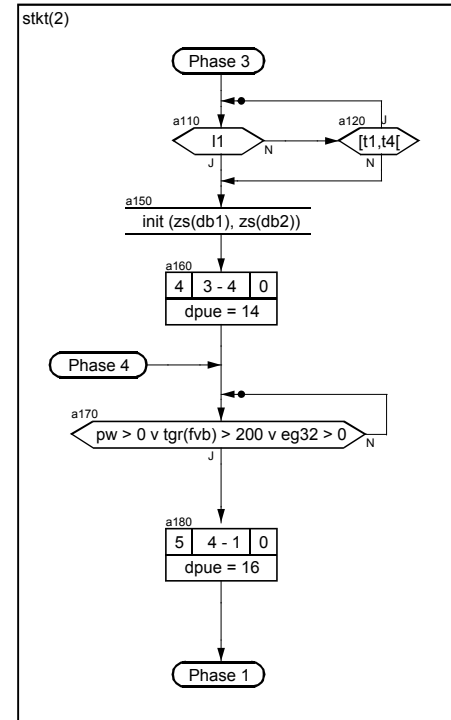 stkt(2)
Phase 3
a110
l1
N
J
a120
J
[t1,t4[
N
a150
init (zs(db1), zs(db2))
a160
4 3 - 4 0
dpue = 14
Phase 4
a170
pw > 0 v tgr(fvb) > 200 v eg32 > 0
N
J
a180
5 4 - 1 0
dpue = 16
Phase 1